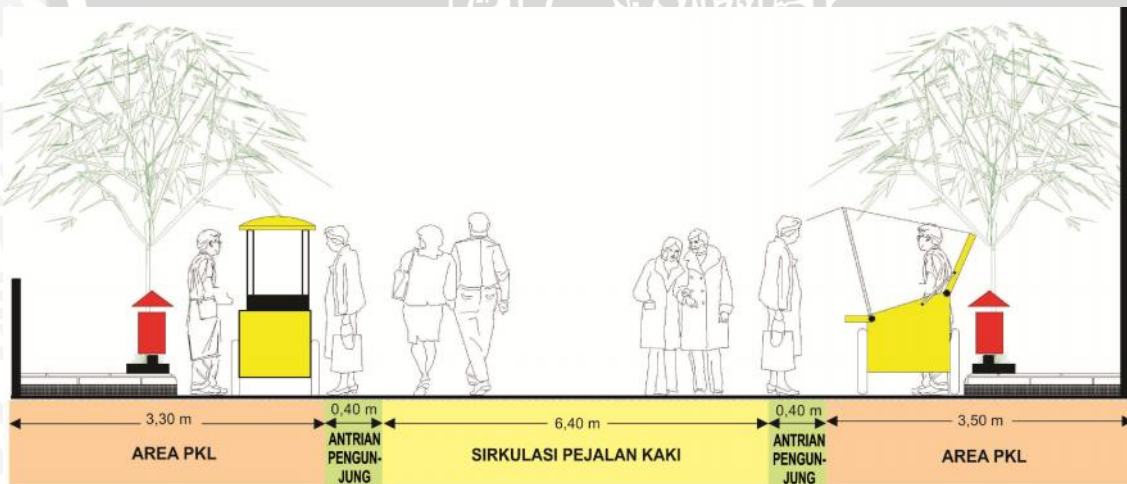 3,30 m
0,40 m
6,40 m
0,40 m
3,50 m
AREA PKL
ANTRIAN
PENGUN-
JUNG
SIRKULASI PEJALAN KAKI
ANTRIAN
PENGUN-
JUNG
AREA PKL